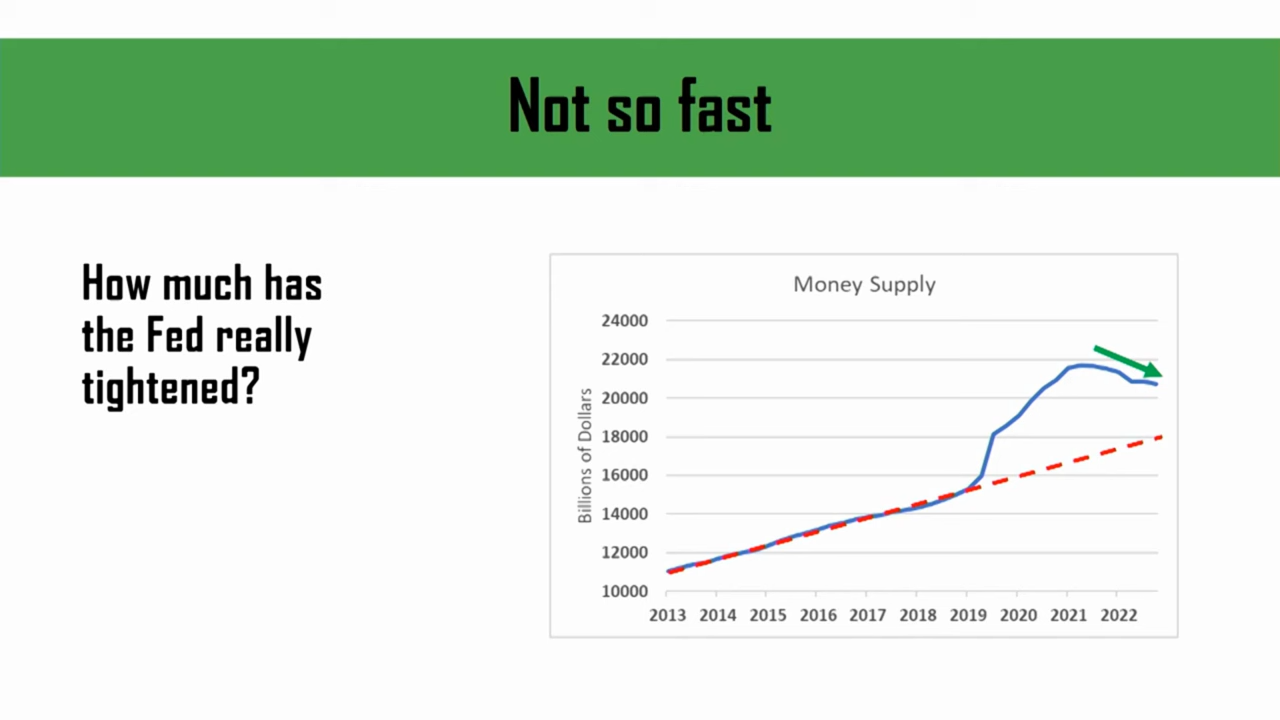 Not so fast
How much has
the Fed really
tightened?
Money Supply
Billions of Dollars
24000
22000
20000
18000
16000
14000
12000
10000
2013 2014 2015 2016 2017 2018 2019 2020 2021 2022